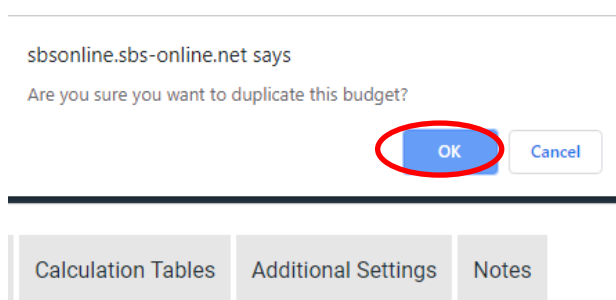 sbsonline.sbs-online.net says
Are you sure you want to duplicate this budget?
OK Cancel
Calculation Tables Additional Settings Notes